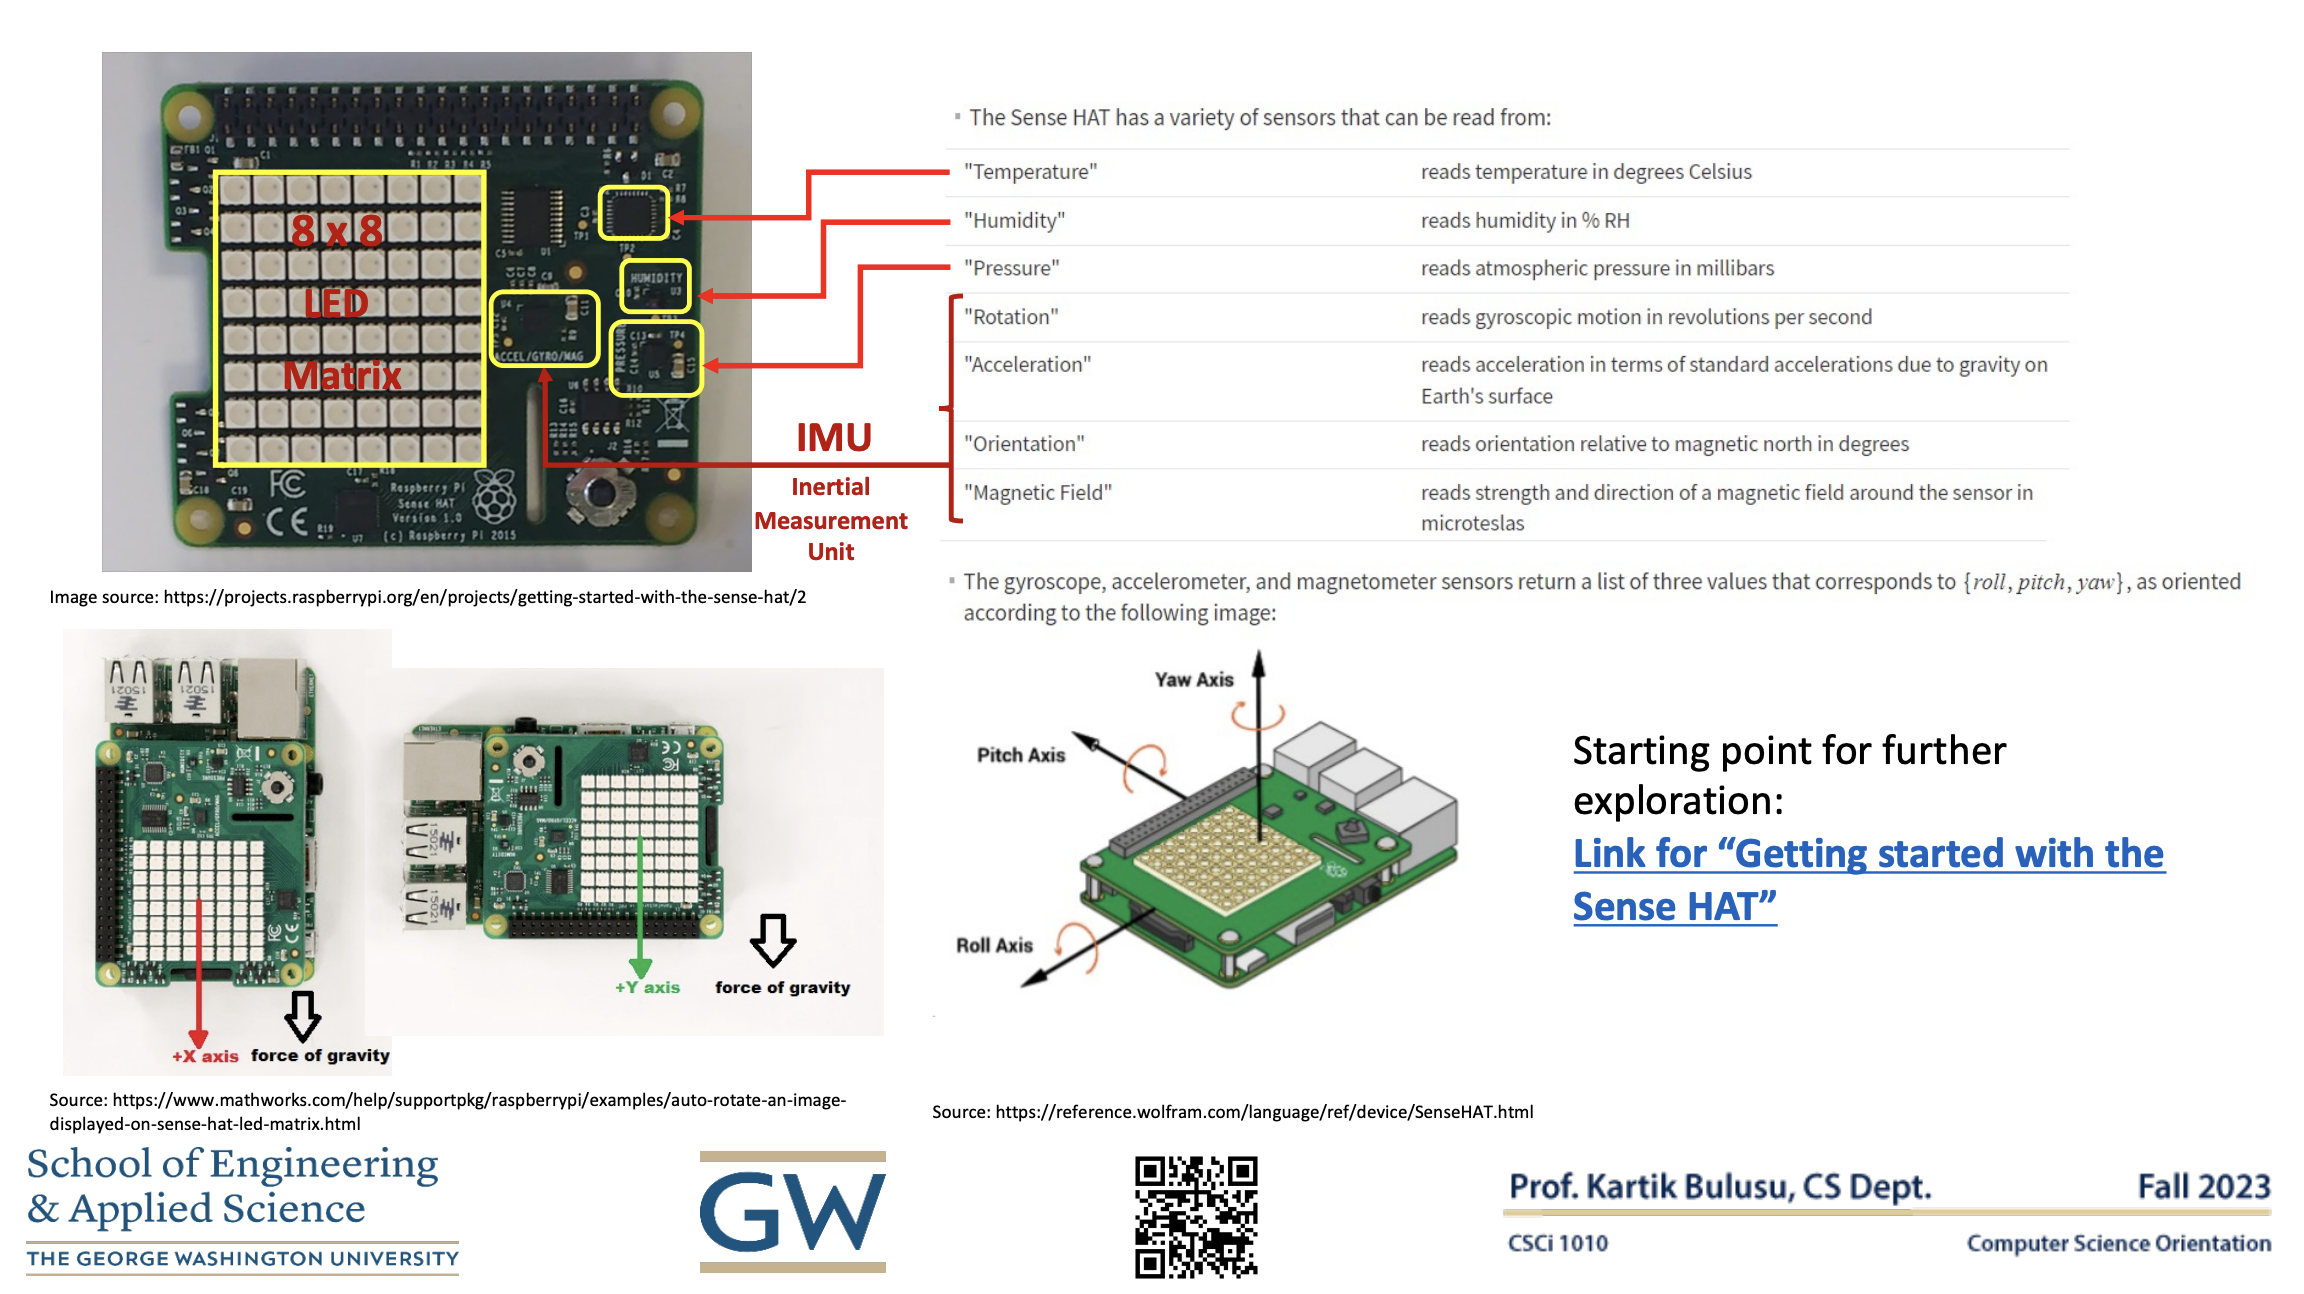 8 x 8
LED
Matrix
HUMIDITY
ACCEL/GYRO/MAG
PRESSURE
Raspberry Pi
Sense HAT
Version 1.0
(c) Raspberry Pi 2015
FC
CE
IMU
Inertial
Measurement
Unit
Image source: https://projects.raspberrypi.org/en/projects/getting-started-with-the-sense-hat/2
▪ The Sense HAT has a variety of sensors that can be read from:
"Temperature" reads temperature in degrees Celsius
"Humidity" reads humidity in % RH
"Pressure" reads atmospheric pressure in millibars
"Rotation" reads gyroscopic motion in revolutions per second
"Acceleration" reads acceleration in terms of standard accelerations due to gravity on
Earth's surface
"Orientation" reads orientation relative to magnetic north in degrees
"Magnetic Field" reads strength and direction of a magnetic field around the sensor in
microteslas
▪ The gyroscope, accelerometer, and magnetometer sensors return a list of three values that corresponds to {roll, pitch, yaw}, as oriented
according to the following image:
+X axis force of gravity
+Y axis force of gravity
Source: https://www.mathworks.com/help/supportpkg/raspberrypi/examples/auto-rotate-an-image-
displayed-on-sense-hat-led-matrix.html
Yaw Axis
Pitch Axis
Roll Axis
Source: https://reference.wolfram.com/language/ref/device/SenseHAT.html
Starting point for further
exploration:
Link for “Getting started with the
Sense HAT”
School of Engineering
& Applied Science
THE GEORGE WASHINGTON UNIVERSITY
GW
Prof. Kartik Bulusu, CS Dept. Fall 2023
CSCi 1010 Computer Science Orientation